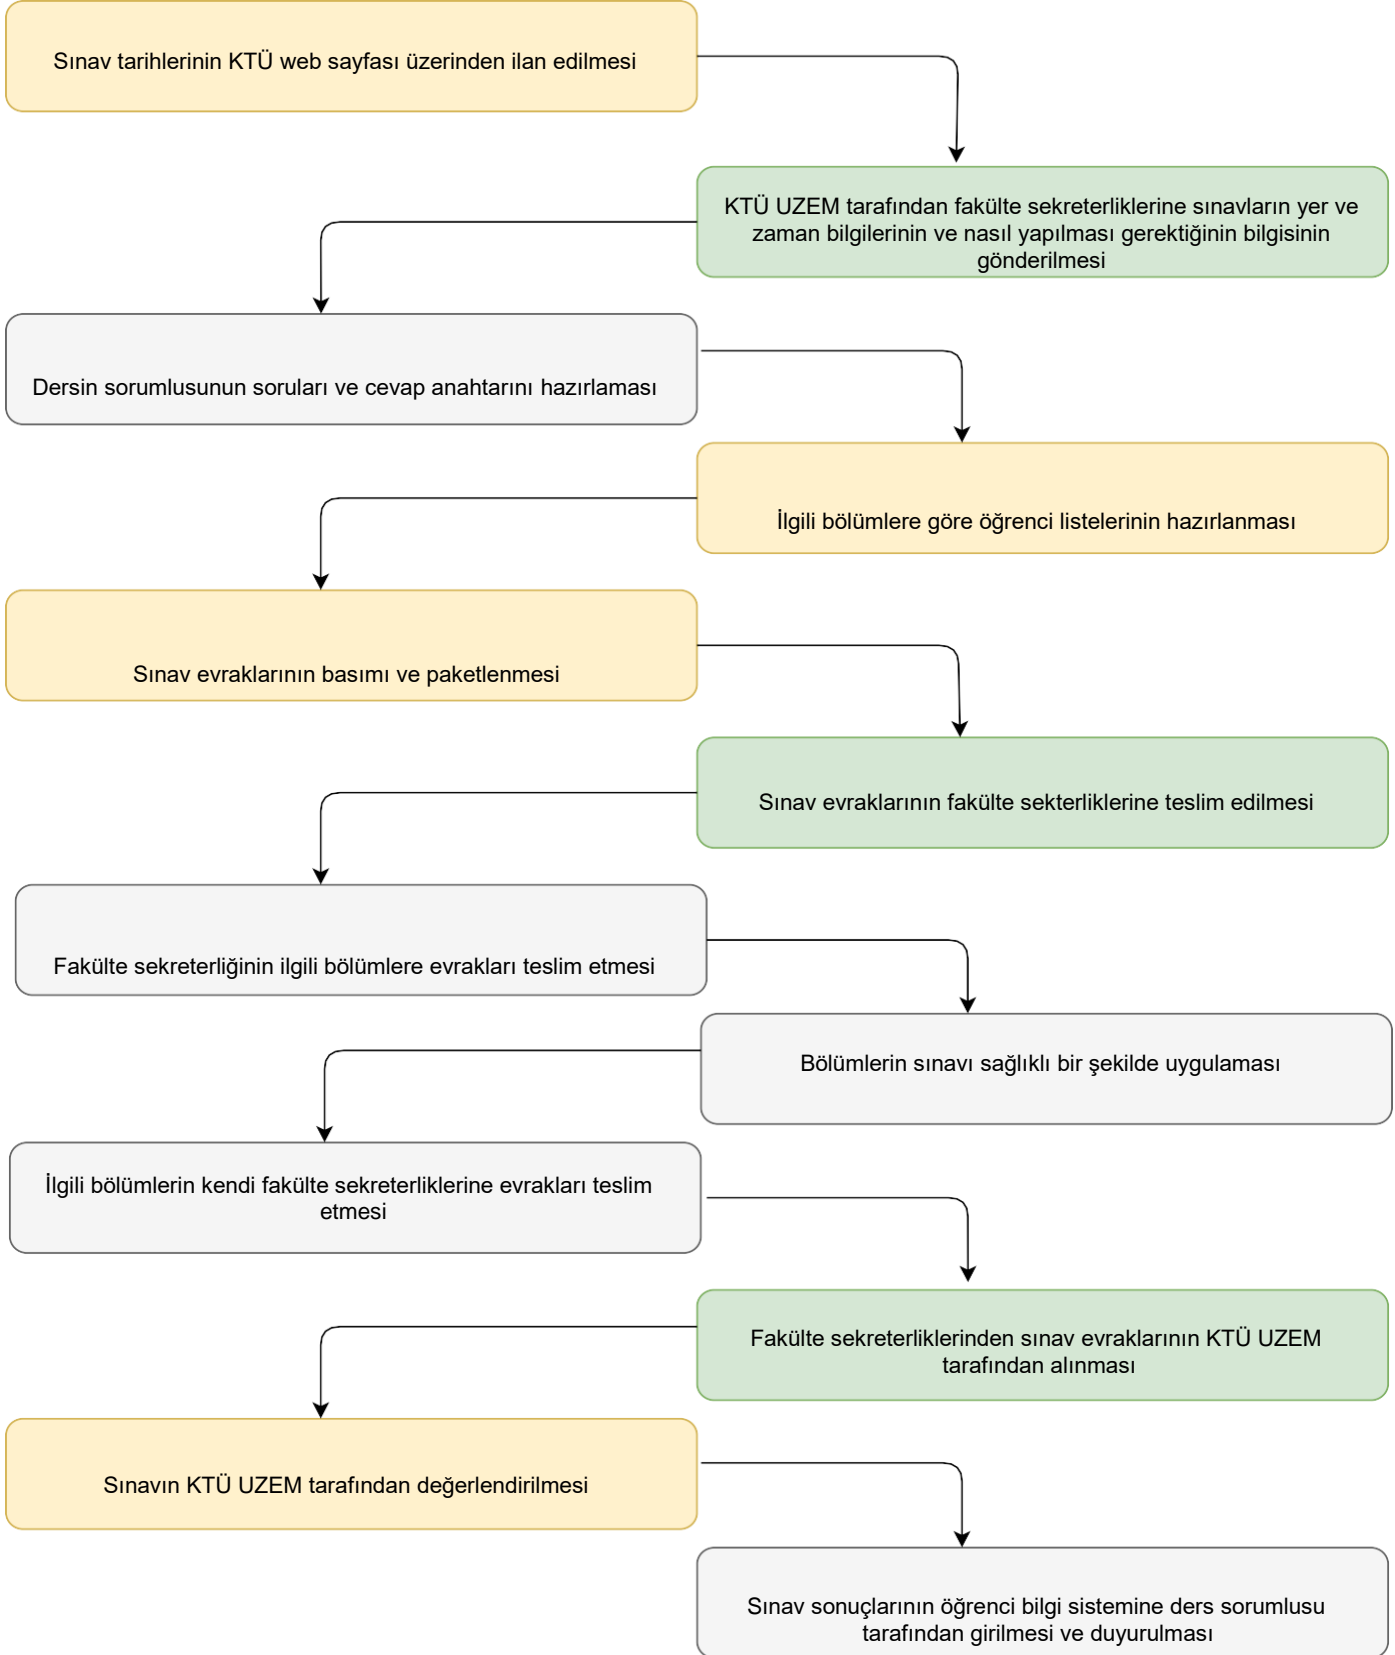 Sınav tarihlerinin KTÜ web sayfası üzerinden ilan edilmesi
KTÜ UZEM tarafından fakülte sekreterliklerine sınavların yer ve
zaman bilgilerinin ve nasıl yapılması gerektiğinin bilgisinin
gönderilmesi
Dersin sorumlusunun soruları ve cevap anahtarını hazırlaması
İlgili bölümlere göre öğrenci listelerinin hazırlanması
Sınav evraklarının basımı ve paketlenmesi
Sınav evraklarının fakülte sekterliklerine teslim edilmesi
Fakülte sekreterliğinin ilgili bölümlere evrakları teslim etmesi
Bölümlerin sınavı sağlıklı bir şekilde uygulaması
İlgili bölümlerin kendi fakülte sekreterliklerine evrakları teslim
etmesi
Fakülte sekreterliklerinden sınav evraklarının KTÜ UZEM
tarafından alınması
Sınavın KTÜ UZEM tarafından değerlendirilmesi
Sınav sonuçlarının öğrenci bilgi sistemine ders sorumlusu
tarafından girilmesi ve duyurulması